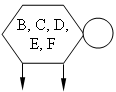 B, C, D,
E, F